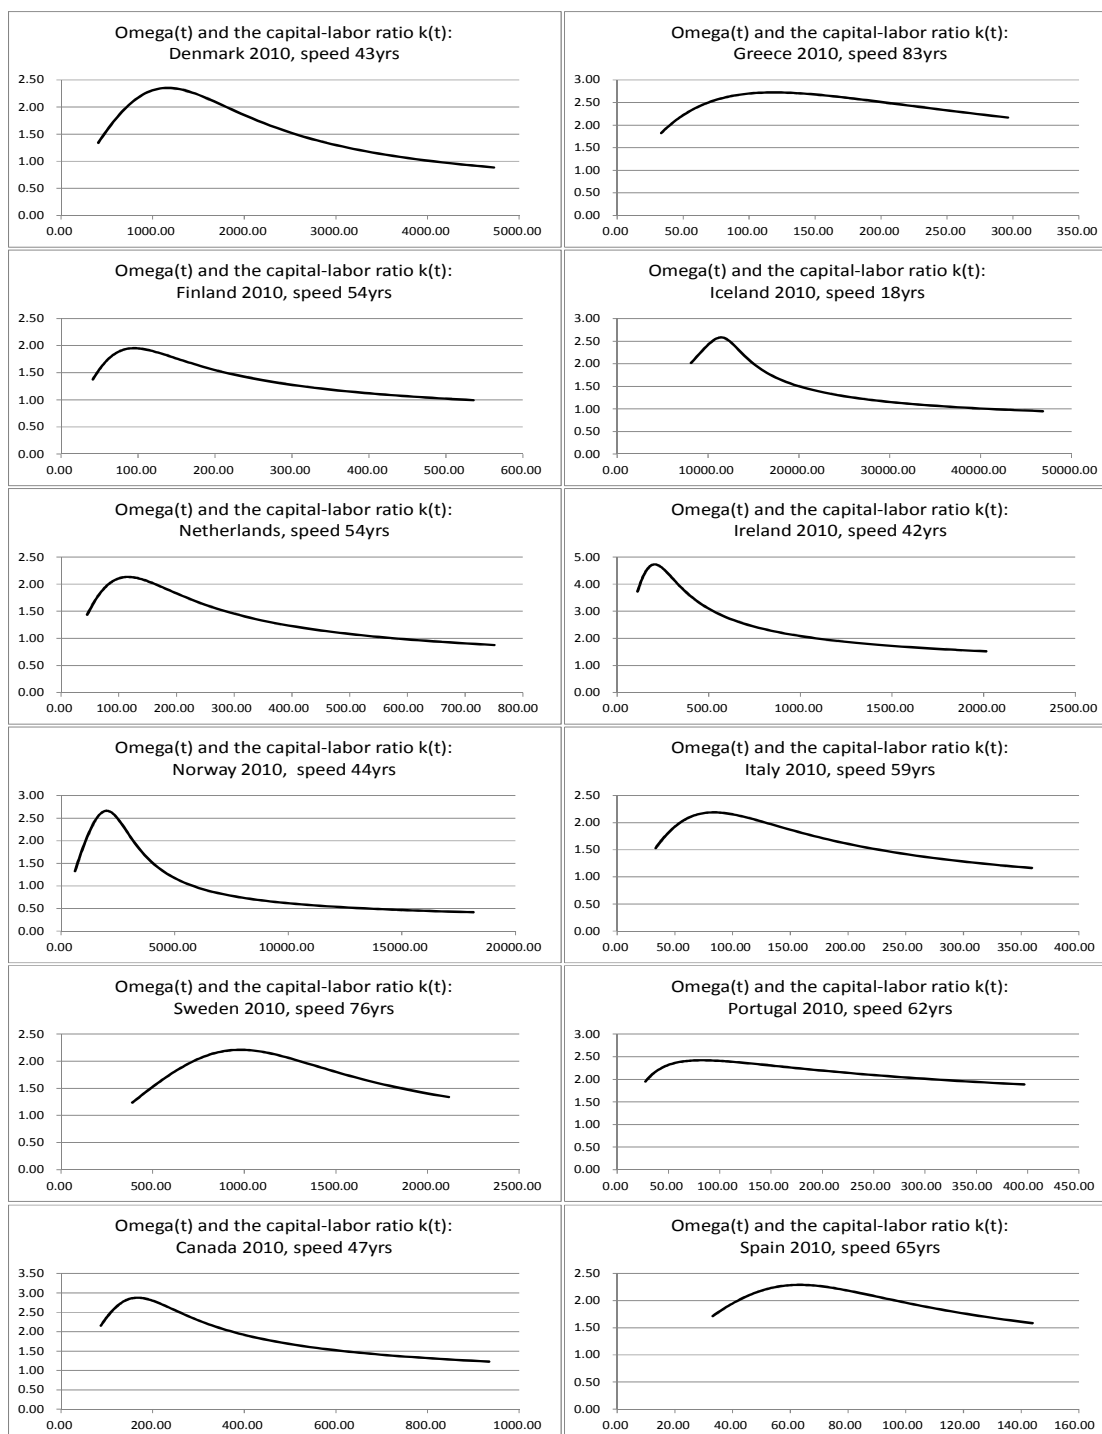 Omega(t) and the capital-labor ratio k(t):
Denmark 2010, speed 43yrs
2.50
2.00
1.50
1.00
0.50
0.00
0.00 1000.00 2000.00 3000.00 4000.00 5000.00
Omega(t) and the capital-labor ratio k(t):
Greece 2010, speed 83yrs
3.00
2.50
2.00
1.50
1.00
0.50
0.00
0.00 50.00 100.00 150.00 200.00 250.00 300.00 350.00
Omega(t) and the capital-labor ratio k(t):
Finland 2010, speed 54yrs
2.50
2.00
1.50
1.00
0.50
0.00
0.00 100.00 200.00 300.00 400.00 500.00 600.00
Omega(t) and the capital-labor ratio k(t):
Iceland 2010, speed 18yrs
3.00
2.50
2.00
1.50
1.00
0.50
0.00
0.00 10000.00 20000.00 30000.00 40000.00 50000.00
Omega(t) and the capital-labor ratio k(t):
Netherlands, speed 54yrs
2.50
2.00
1.50
1.00
0.50
0.00
0.00 100.00 200.00 300.00 400.00 500.00 600.00 700.00 800.00
Omega(t) and the capital-labor ratio k(t):
Ireland 2010, speed 42yrs
5.00
4.00
3.00
2.00
1.00
0.00
0.00 500.00 1000.00 1500.00 2000.00 2500.00
Omega(t) and the capital-labor ratio k(t):
Norway 2010, speed 44yrs
3.00
2.50
2.00
1.50
1.00
0.50
0.00
0.00 5000.00 10000.00 15000.00 20000.00
Omega(t) and the capital-labor ratio k(t):
Italy 2010, speed 59yrs
2.50
2.00
1.50
1.00
0.50
0.00
0.00 50.00 100.00 150.00 200.00 250.00 300.00 350.00 400.00
Omega(t) and the capital-labor ratio k(t):
Sweden 2010, speed 76yrs
2.50
2.00
1.50
1.00
0.50
0.00
0.00 500.00 1000.00 1500.00 2000.00 2500.00
Omega(t) and the capital-labor ratio k(t):
Portugal 2010, speed 62yrs
3.00
2.50
2.00
1.50
1.00
0.50
0.00
0.00 50.00 100.00 150.00 200.00 250.00 300.00 350.00 400.00 450.00
Omega(t) and the capital-labor ratio k(t):
Canada 2010, speed 47yrs
3.50
3.00
2.50
2.00
1.50
1.00
0.50
0.00
0.00 200.00 400.00 600.00 800.00 1000.00
Omega(t) and the capital-labor ratio k(t):
Spain 2010, speed 65yrs
2.50
2.00
1.50
1.00
0.50
0.00
0.00 20.00 40.00 60.00 80.00 100.00 120.00 140.00 160.00